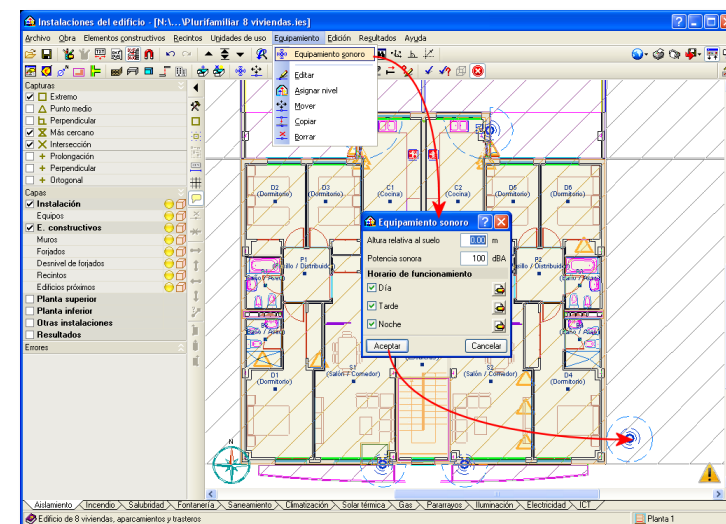 Instalaciones del edificio - [N:\...\Plurifamiliar 8 viviendas.ies]
Archivo Obra Elementos constructivos Recintos Unidades de uso Equipamiento Edición Resultados Ayuda
Equipamiento sonoro
Editar
Asignar nivel
Mover
Copiar
Borrar
Capturas
Extremo
Punto medio
Perpendicular
Más cercano
Intersección
Prolongación
Perpendicular
Ortogonal
Capas
Instalación
Equipos
E. constructivos
Muros
Forjados
Desnivel de forjados
Recintos
Edificios próximos
Planta superior
Planta inferior
Otras instalaciones
Resultados
Errores
D2
(Dormitorio)
D3
(Dormitorio)
C1
(Cocina)
C2
(Cocina)
D5
(Dormitorio)
D6
(Dormitorio)
P1
P2
/ Distribuidor)
Equipamiento sonoro
Altura relativa al suelo 0.00 m
Potencia sonora 100 dBA
Horario de funcionamiento
Día
Tarde
Noche
Aceptar Cancelar
D1
(Dormitorio)
S1
(Salón / Comedor)
S2
(Salón / Comedor)
D4
(Dormitorio)
N
Aislamiento Incendio Salubridad Fontanería Saneamiento Climatización Solar térmica Gas Pararrayos Iluminación Electricidad ICT
Edificio de 8 viviendas, aparcamientos y trasteros Planta 1